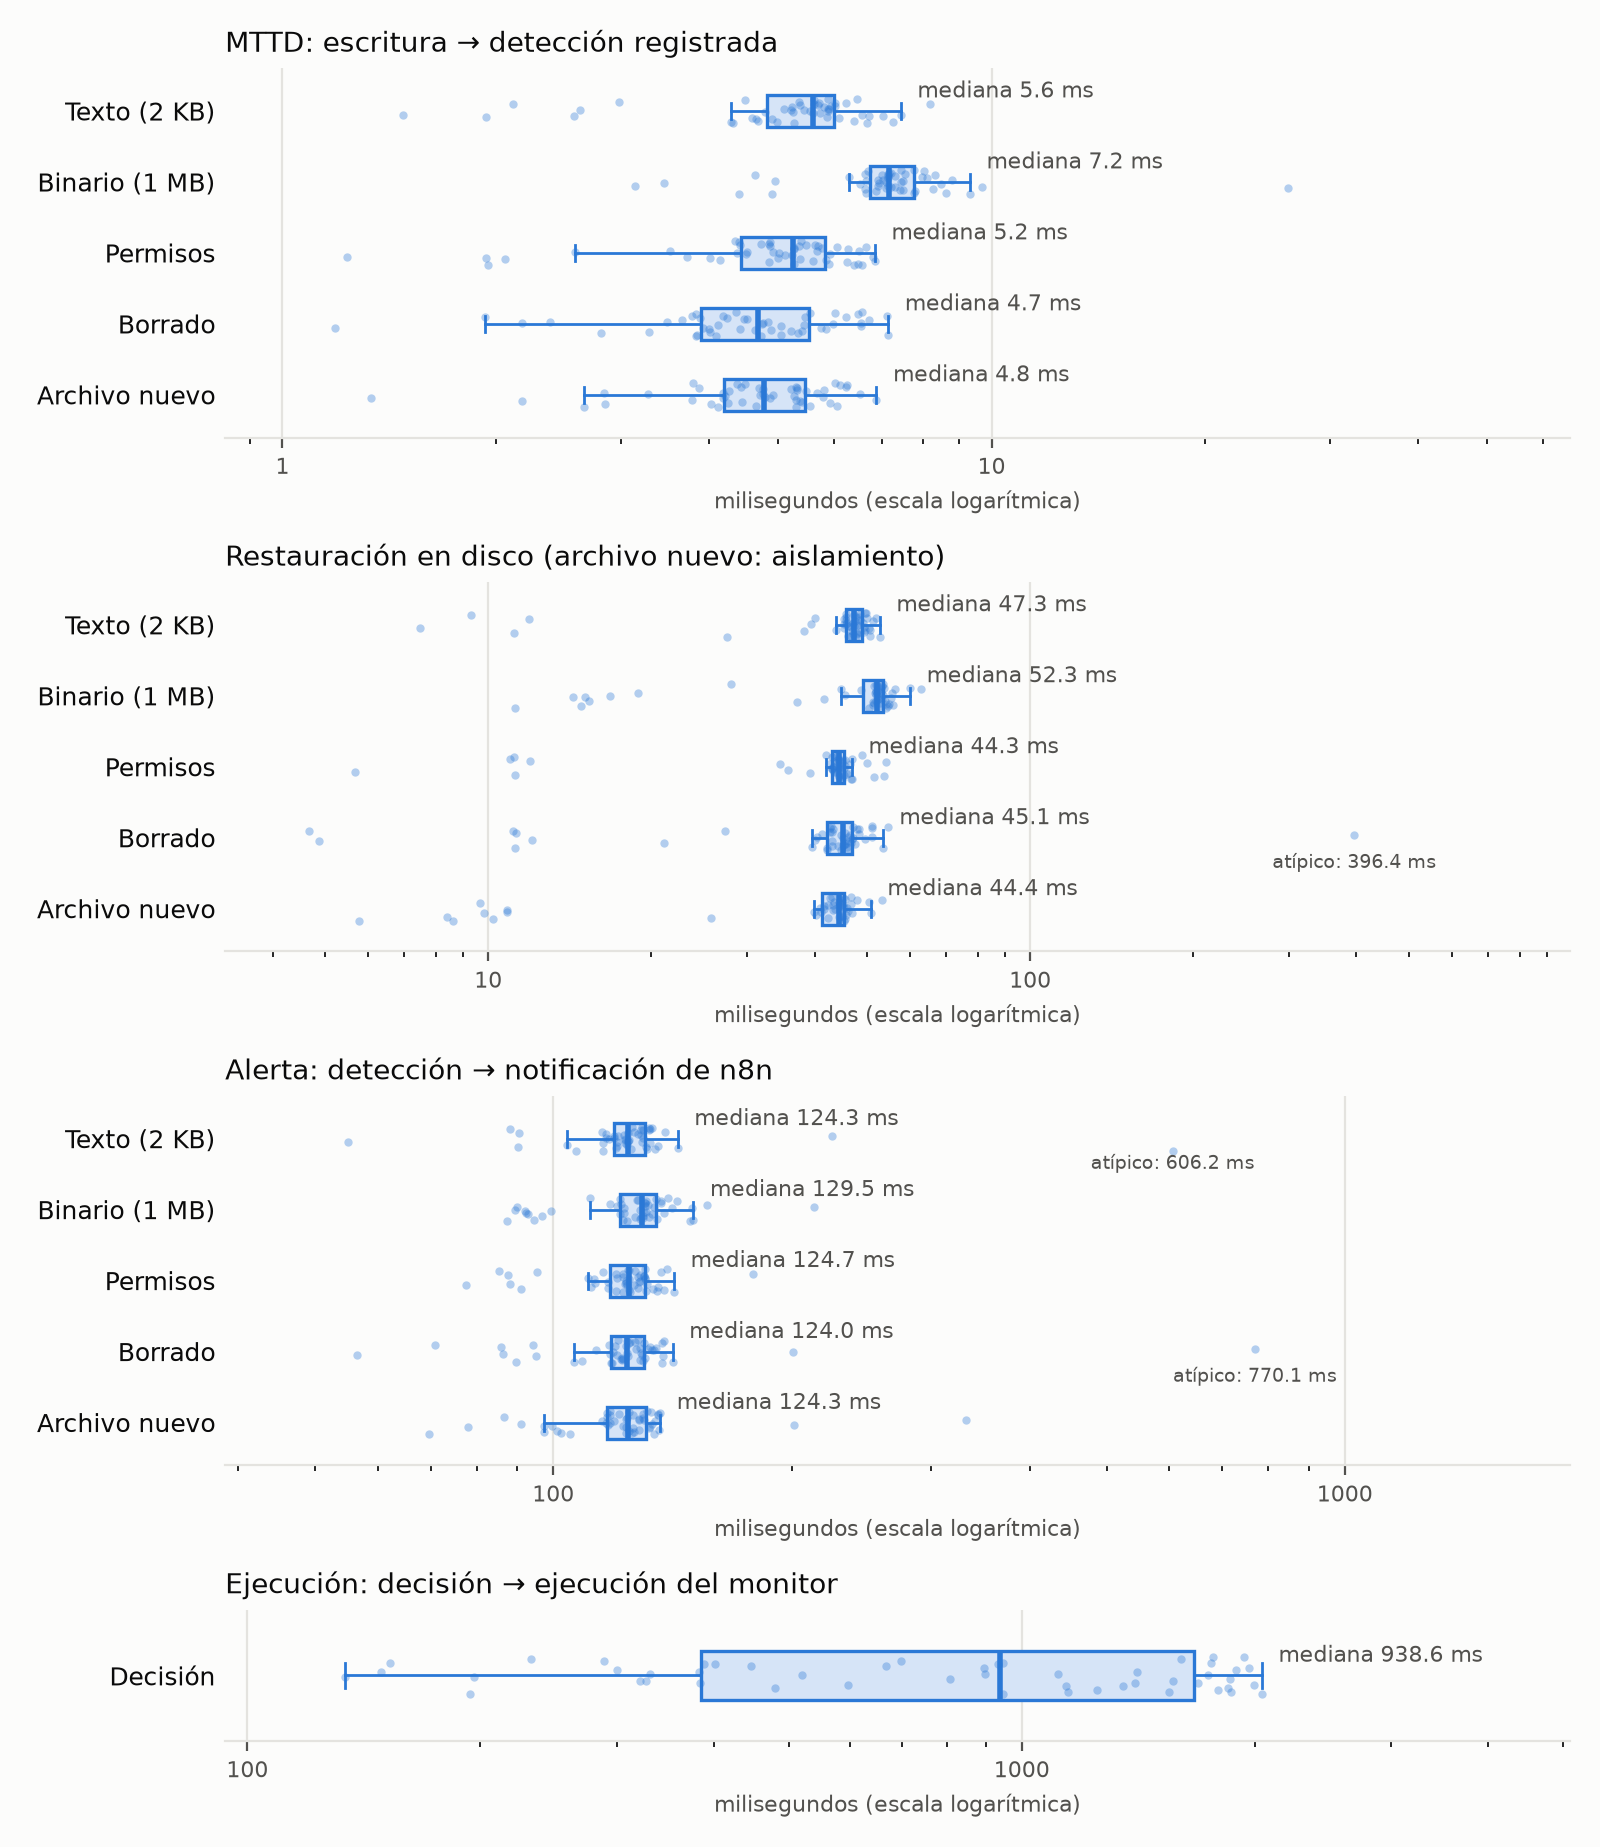 MTTD: escritura → detección registrada
Texto (2 KB)
mediana 5.6 ms
Binario (1 MB)
mediana 7.2 ms
Permisos
mediana 5.2 ms
Borrado
mediana 4.7 ms
Archivo nuevo
mediana 4.8 ms
1 10
milisegundos (escala logarítmica)
Restauración en disco (archivo nuevo: aislamiento)
Texto (2 KB)
mediana 47.3 ms
Binario (1 MB)
mediana 52.3 ms
Permisos
mediana 44.3 ms
Borrado
mediana 45.1 ms
atípico: 396.4 ms
Archivo nuevo
mediana 44.4 ms
10 100
milisegundos (escala logarítmica)
Alerta: detección → notificación de n8n
Texto (2 KB)
mediana 124.3 ms
atípico: 606.2 ms
Binario (1 MB)
mediana 129.5 ms
Permisos
mediana 124.7 ms
Borrado
mediana 124.0 ms
atípico: 770.1 ms
Archivo nuevo
mediana 124.3 ms
100 1000
milisegundos (escala logarítmica)
Ejecución: decisión → ejecución del monitor
Decisión
mediana 938.6 ms
100 1000
milisegundos (escala logarítmica)